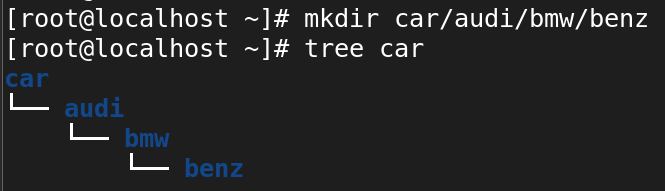 [root@localhost ~]# mkdir car/audi/bmw/benz
[root@localhost ~]# tree car
car
└── audi
    └── bmw
        └── benz